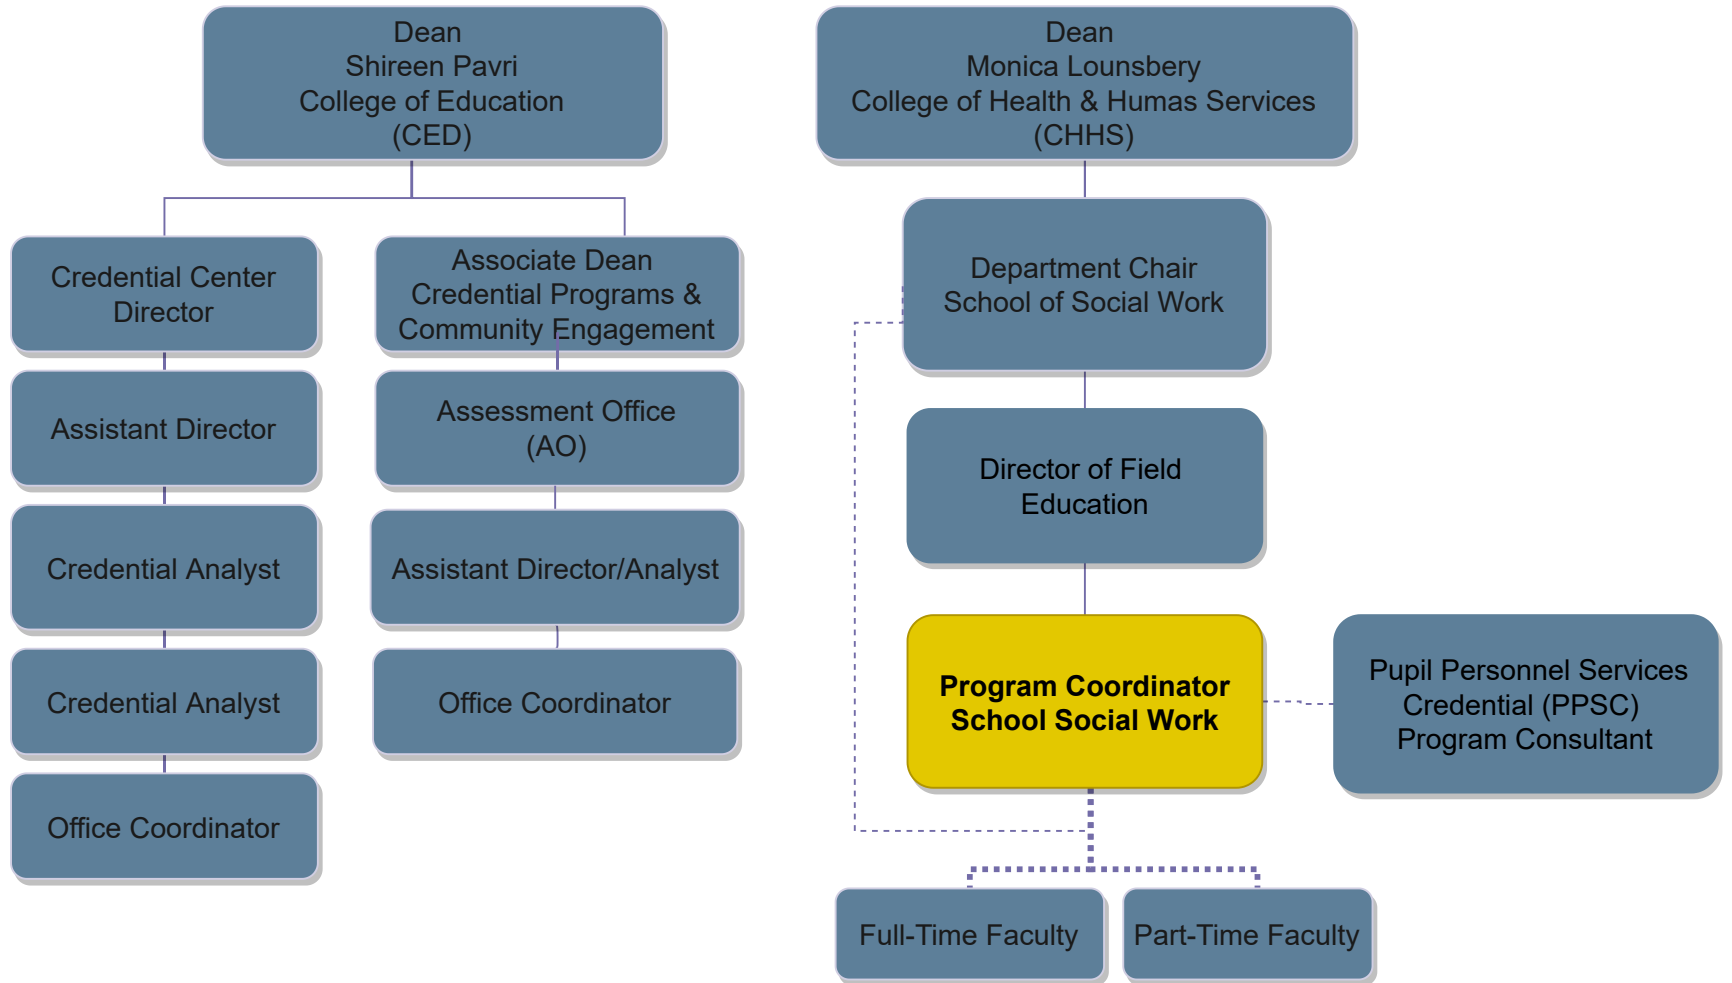 Dean
Shireen Pavri
College of Education
(CED)
Dean
Monica Lounsbery
College of Health & Humas Services
(CHHS)
Credential Center
Director
Associate Dean
Credential Programs &
Community Engagement
Department Chair
School of Social Work
Assistant Director
Assessment Office
(AO)
Director of Field
Education
Credential Analyst
Assistant Director/Analyst
Credential Analyst
Office Coordinator
Program Coordinator
School Social Work
Pupil Personnel Services
Credential (PPSC)
Program Consultant
Office Coordinator
Full-Time Faculty
Part-Time Faculty